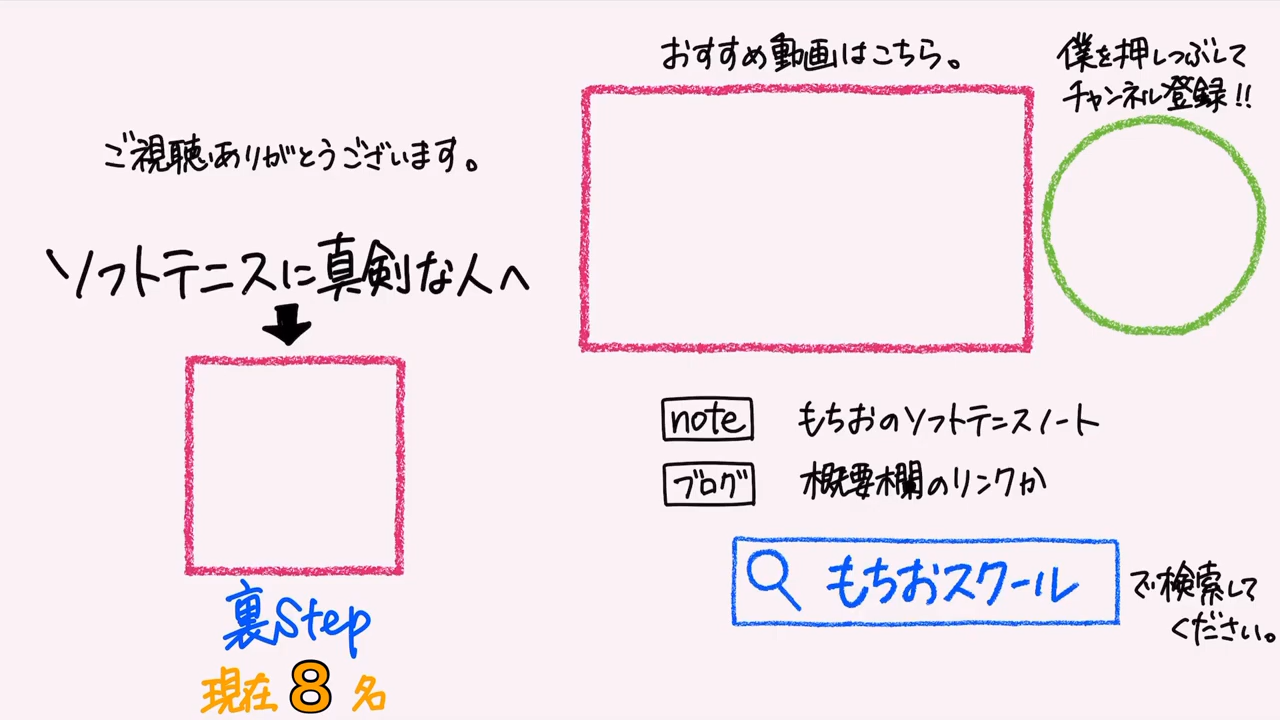 ご視聴ありがとうございます。
ソフトテニスに真剣な人へ
裏Step
現在8名
おすすめ動画はこちら。
僕を押しつぶして
チャンネル登録!!
note もちおのソフトテニスノート
ブログ 概要欄のリンクか
もちおスクール で検索して
ください。